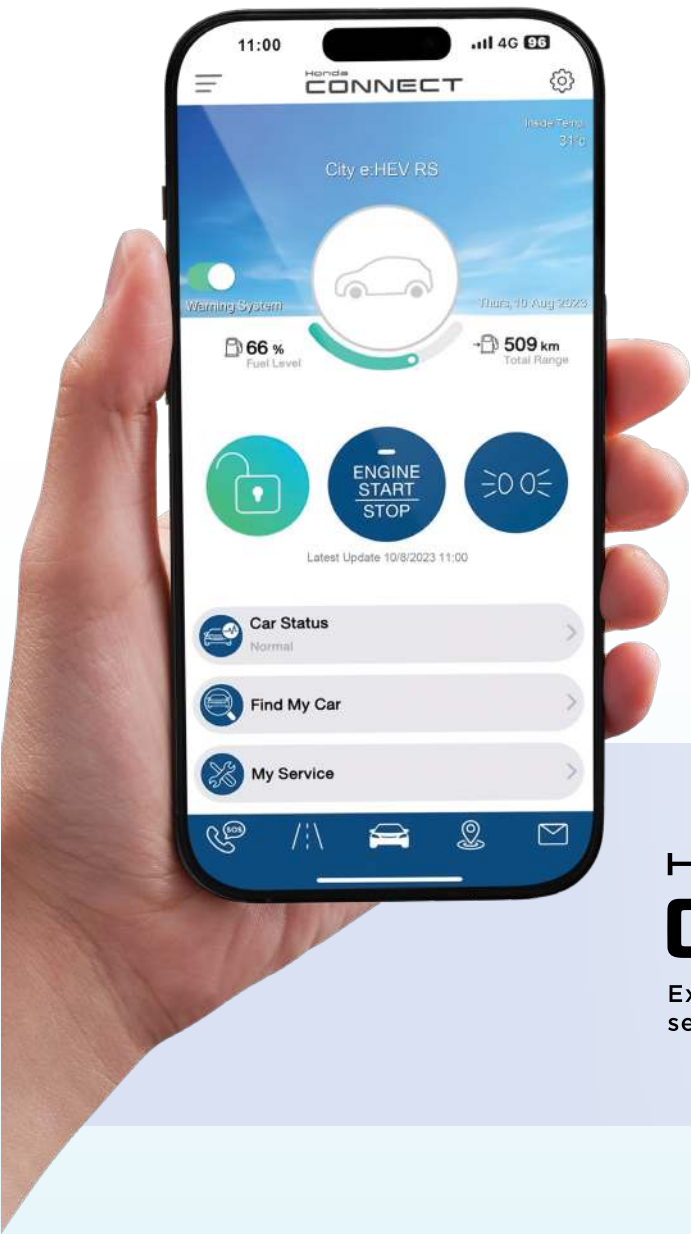 11:00
4G 96
Honda
CONNECT
Inside Temp.
31°c
City e:HEV RS
Warning System
Thurs, 10 Aug 2023
66 %
Fuel Level
509 km
Total Range
ENGINE
START
STOP
Latest Update 10/8/2023 11:00
Car Status
Normal
Find My Car
My Service
SOS
Ex
se